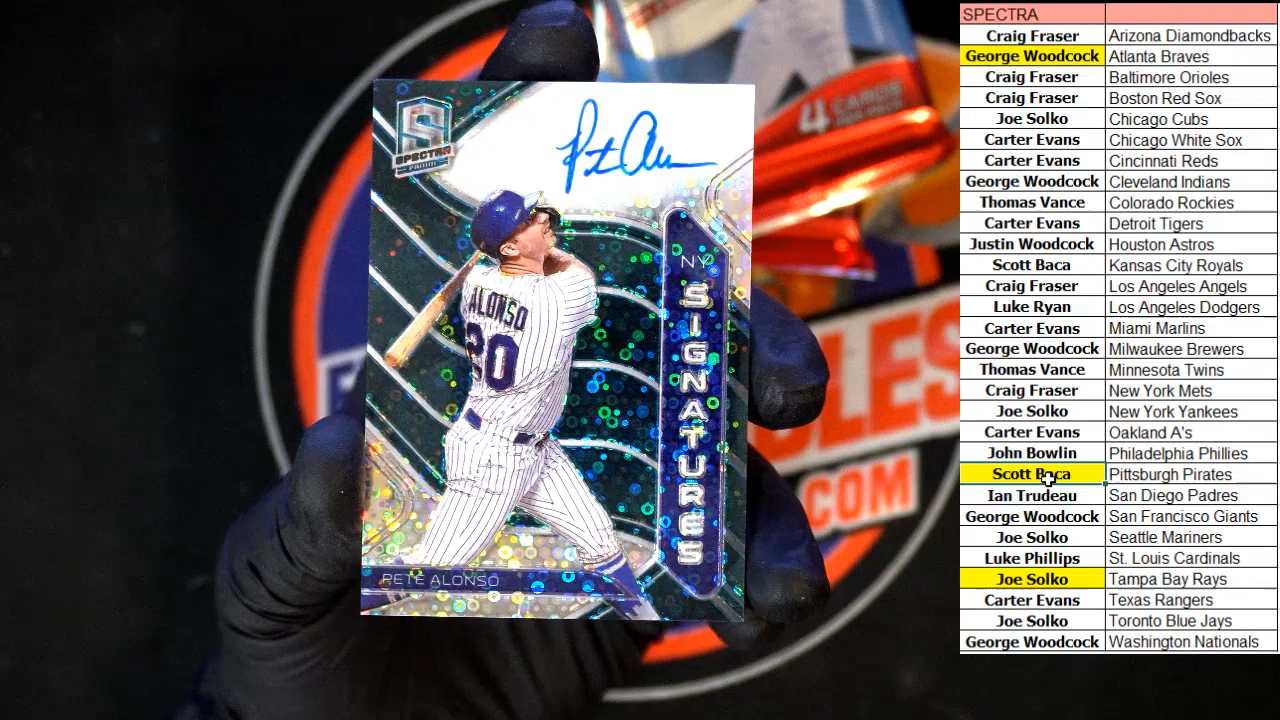 SPECTRA
PANINI
Pete Alonso
NY
SIGNATURES
ALONSO
20
PETE ALONSO
4 CARDS
LES
.COM
SPECTRA
Craig Fraser Arizona Diamondbacks
George Woodcock Atlanta Braves
Craig Fraser Baltimore Orioles
Craig Fraser Boston Red Sox
Joe Solko Chicago Cubs
Carter Evans Chicago White Sox
Carter Evans Cincinnati Reds
George Woodcock Cleveland Indians
Thomas Vance Colorado Rockies
Carter Evans Detroit Tigers
Justin Woodcock Houston Astros
Scott Baca Kansas City Royals
Craig Fraser Los Angeles Angels
Luke Ryan Los Angeles Dodgers
Carter Evans Miami Marlins
George Woodcock Milwaukee Brewers
Thomas Vance Minnesota Twins
Craig Fraser New York Mets
Joe Solko New York Yankees
Carter Evans Oakland A's
John Bowlin Philadelphia Phillies
Scott Baca Pittsburgh Pirates
Ian Trudeau San Diego Padres
George Woodcock San Francisco Giants
Joe Solko Seattle Mariners
Luke Phillips St. Louis Cardinals
Joe Solko Tampa Bay Rays
Carter Evans Texas Rangers
Joe Solko Toronto Blue Jays
George Woodcock Washington Nationals